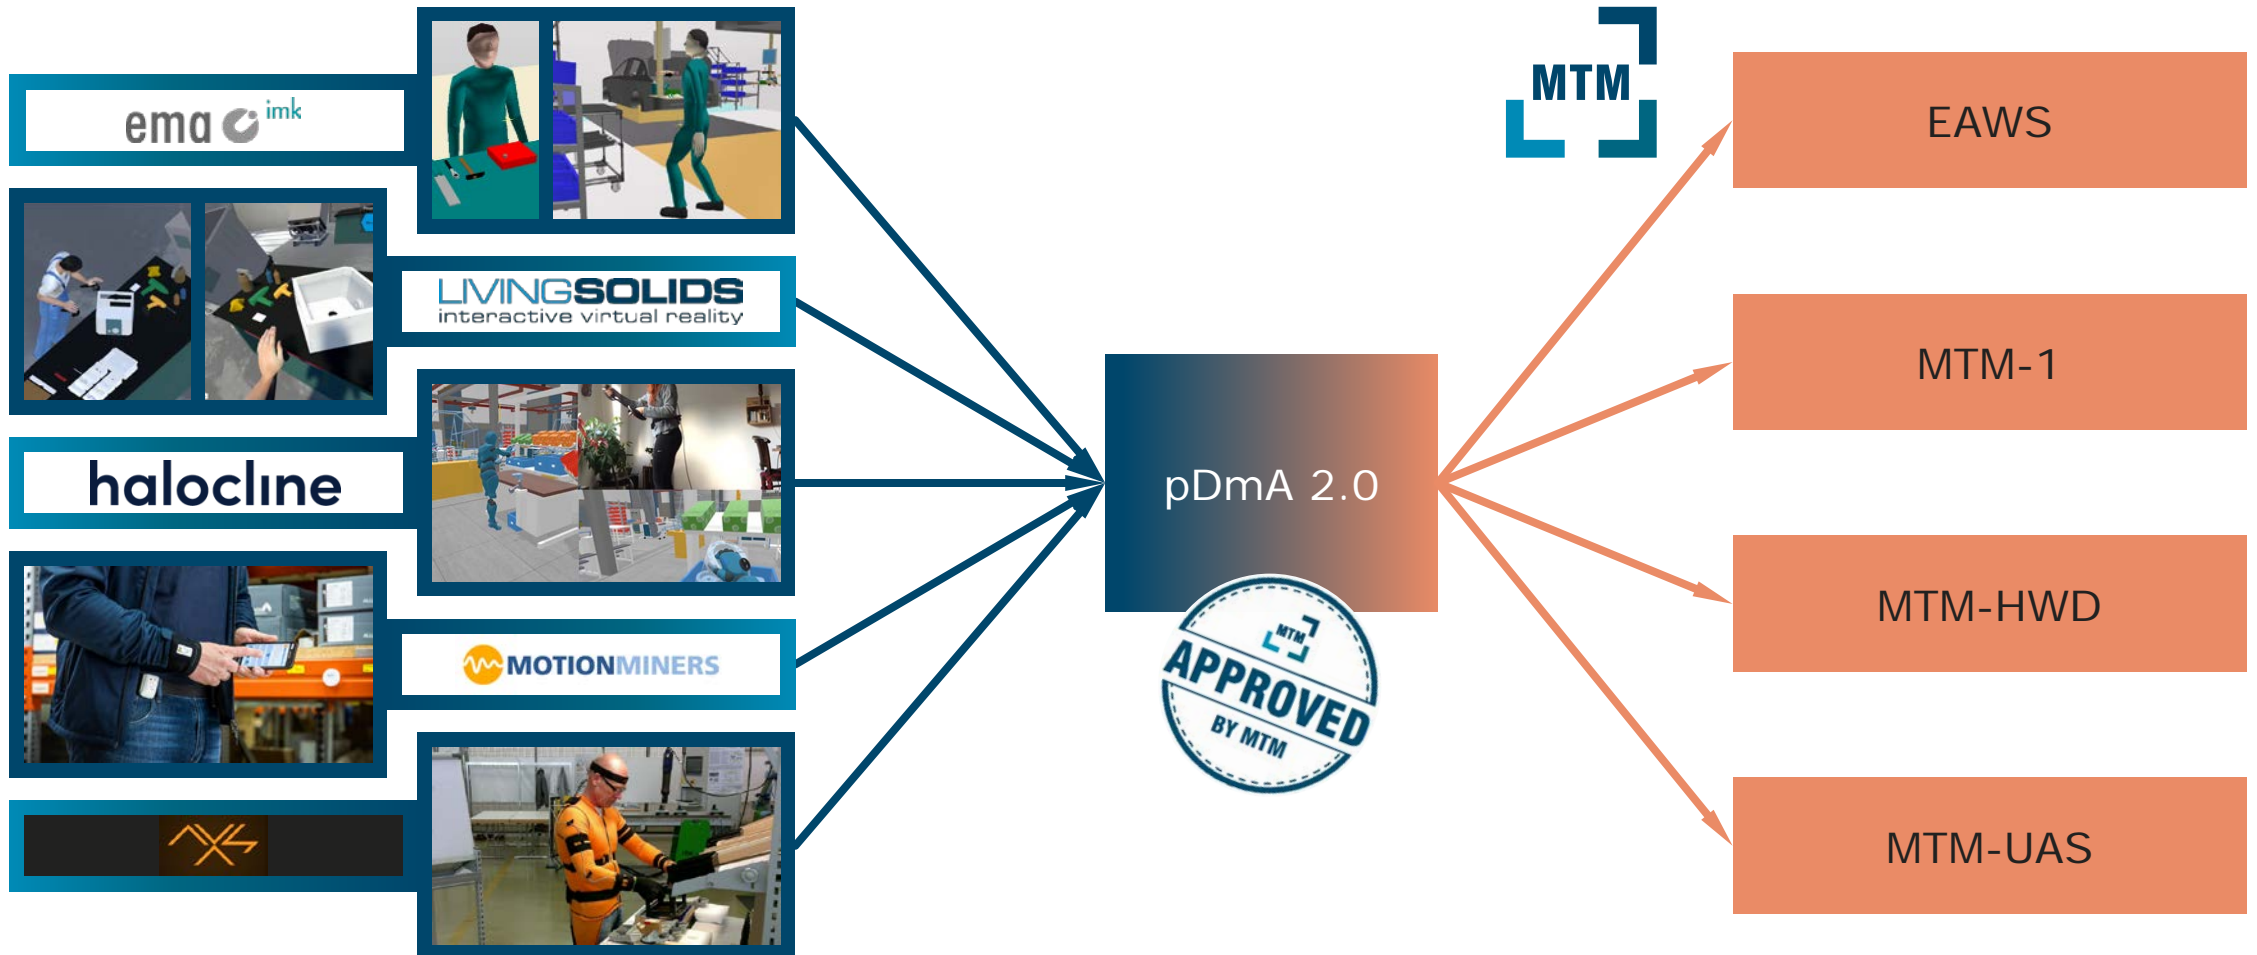 ema imk
LIVINGSOLIDS
interactive virtual reality
halocline
MOTIONMINERS
AXS
pDmA 2.0
MTM
APPROVED
BY MTM
MTM
EAWS
MTM-1
MTM-HWD
MTM-UAS